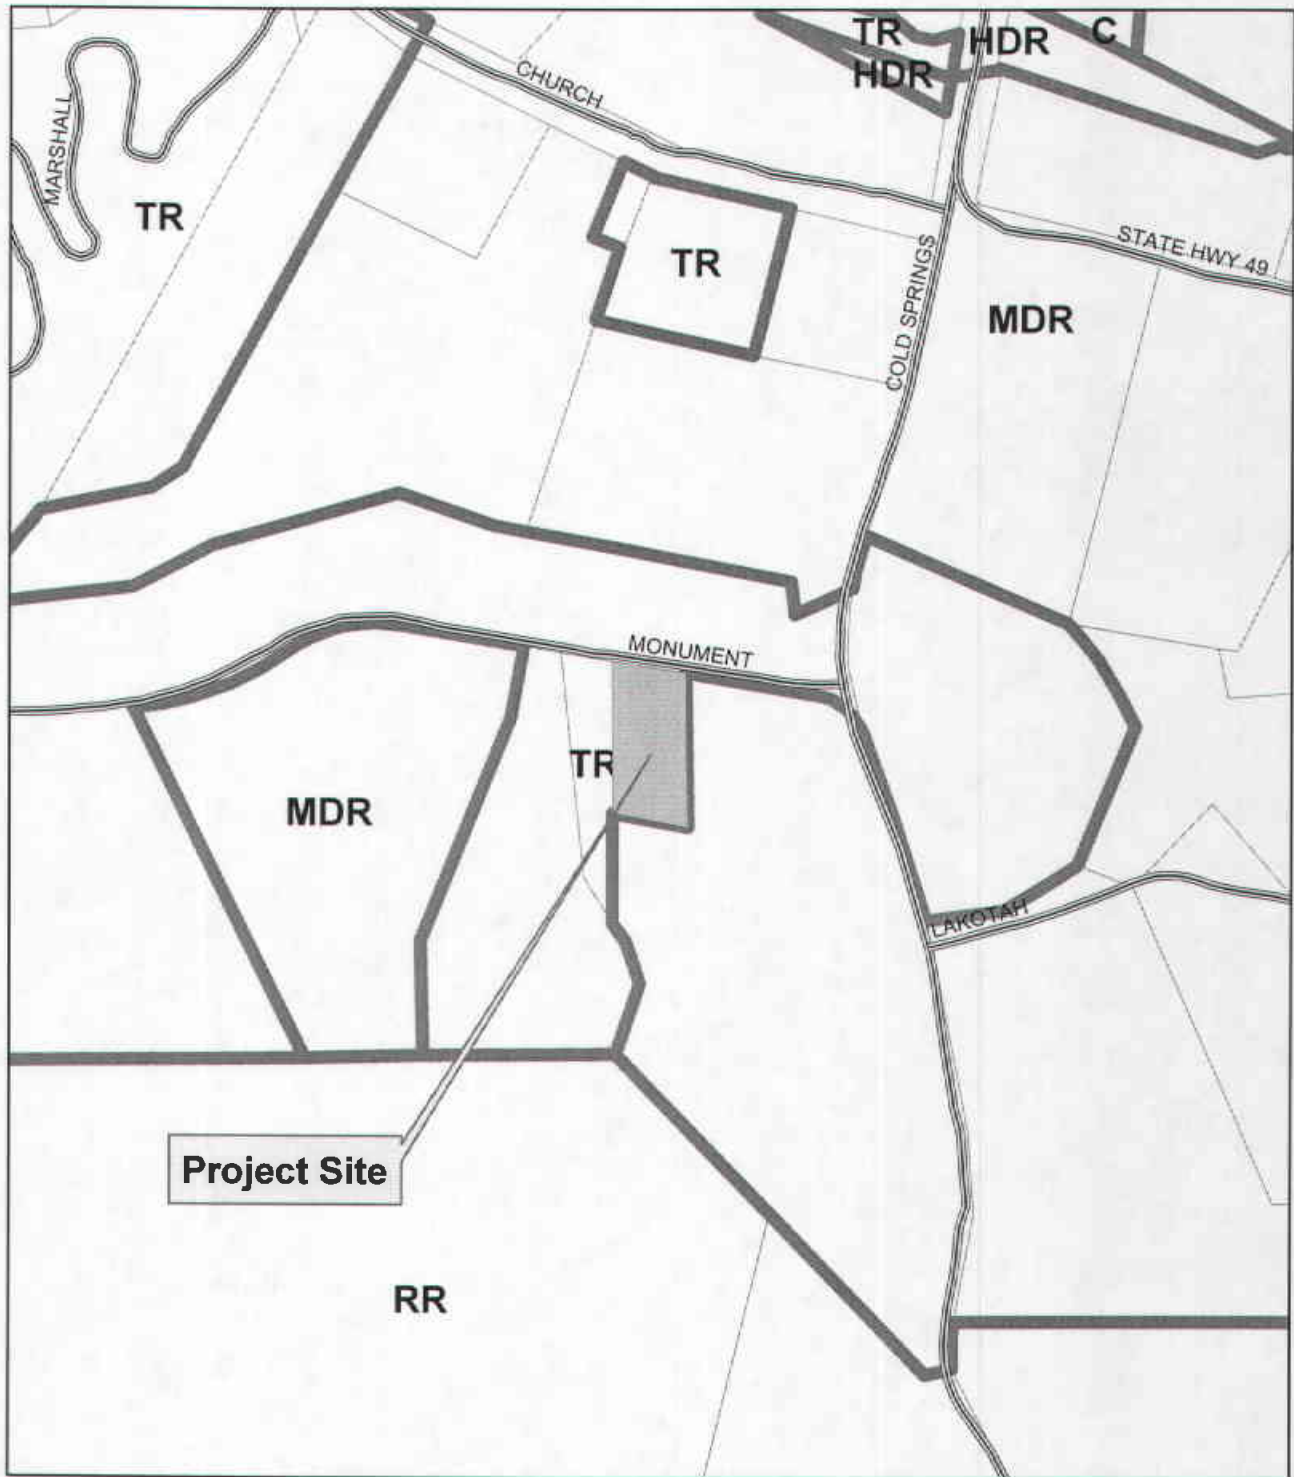 TR
HDR
C
HDR
CHURCH
MARSHALL
TR
TR
STATE HWY 49
COLD SPRINGS
MDR
MONUMENT
TR
MDR
LAKOTAH
Project Site
RR